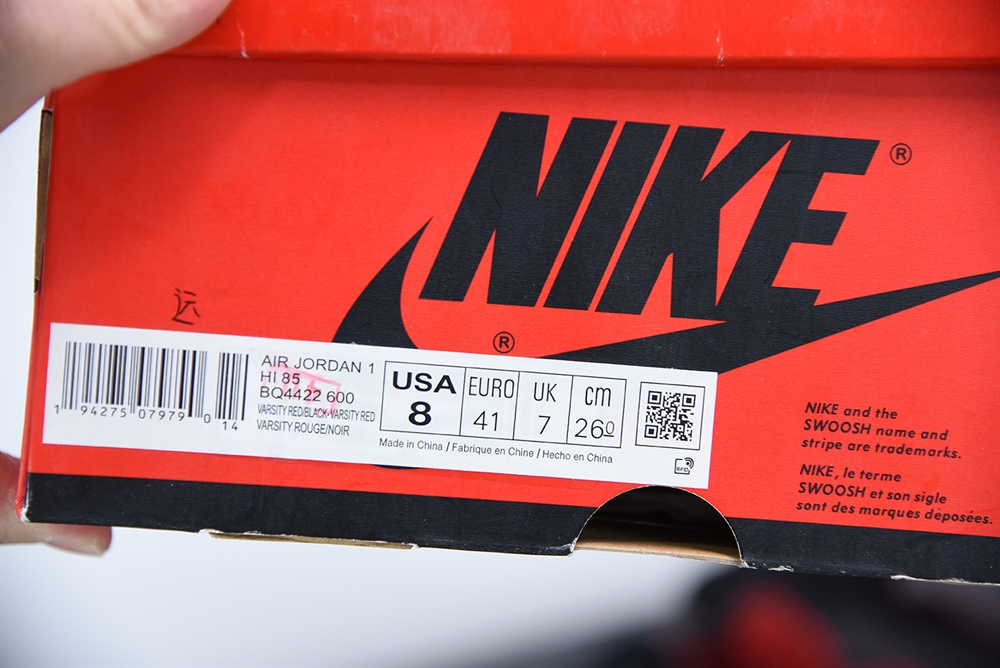 NIKE®
®
运
AIR JORDAN 1
HI 85
BQ4422 600
VARSITY RED/BLACK-VARSITY RED
VARSITY ROUGE/NOIR
1 94275 07979 0 14
USA EURO UK cm
8 41 7 260
Made in China / Fabrique en Chine / Hecho en China
RFID
NIKE and the
SWOOSH name and
stripe are trademarks.
NIKE, le terme
SWOOSH et son sigle
sont des marques déposées.